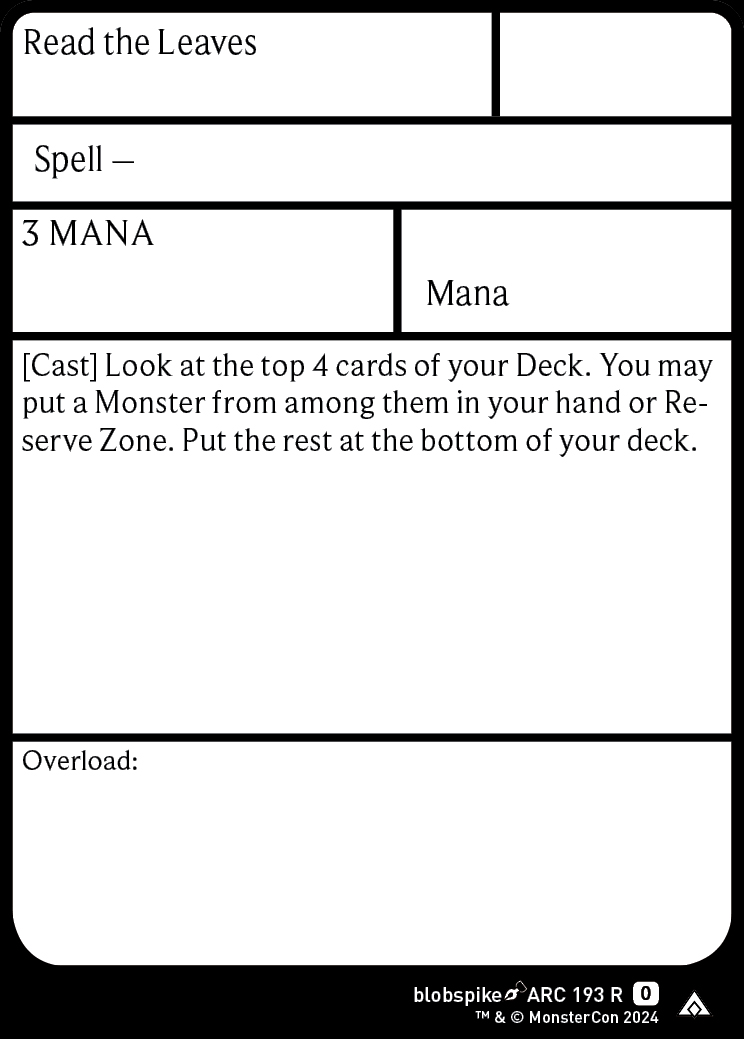 Read the Leaves
Spell —
3 MANA
Mana
[Cast] Look at the top 4 cards of your Deck. You may
put a Monster from among them in your hand or Re-
serve Zone. Put the rest at the bottom of your deck.
Overload:
blobspike ARC 193 R 0
™ & © MonsterCon 2024